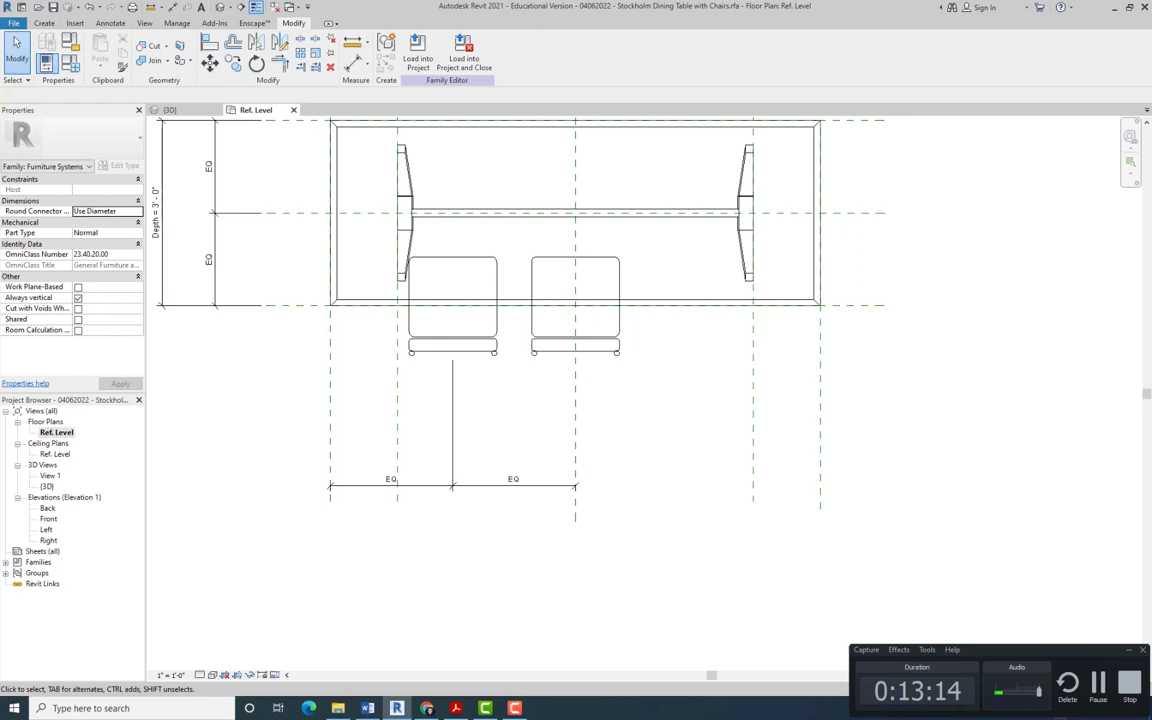 Autodesk Revit 2021 - Educational Version - 04062022 - Stockholm Dining Table with Chairs.rfa - Floor Plan: Ref. Level
Sign In
File Create Insert Annotate View Manage Add-Ins Enscape™ Modify
Modify
Paste
Cut
Join
Load into
Project
Load into
Project and Close
Select
Properties
Clipboard
Geometry
Modify
Measure
Create
Family Editor
Properties
{3D}
Ref. Level
Family: Furniture Systems
Edit Type
Constraints
Host
Dimensions
Round Connector ... Use Diameter
Mechanical
Part Type Normal
Identity Data
OmniClass Number 23.40.20.00
OmniClass Title General Furniture a...
Other
Work Plane-Based
Always vertical
Cut with Voids Wh...
Shared
Room Calculation ...
Properties help
Apply
Project Browser - 04062022 - Stockholm...
Views (all)
Floor Plans
Ref. Level
Ceiling Plans
Ref. Level
3D Views
View 1
{3D}
Elevations (Elevation 1)
Back
Front
Left
Right
Sheets (all)
Families
Groups
Revit Links
Depth = 3' - 0"
EQ
EQ
EQ
EQ
1" = 1'-0"
Click to select, TAB for alternates, CTRL adds, SHIFT unselects.
Capture Effects Tools Help
Duration
0:13:14
Audio
Delete
Pause
Stop
Type here to search